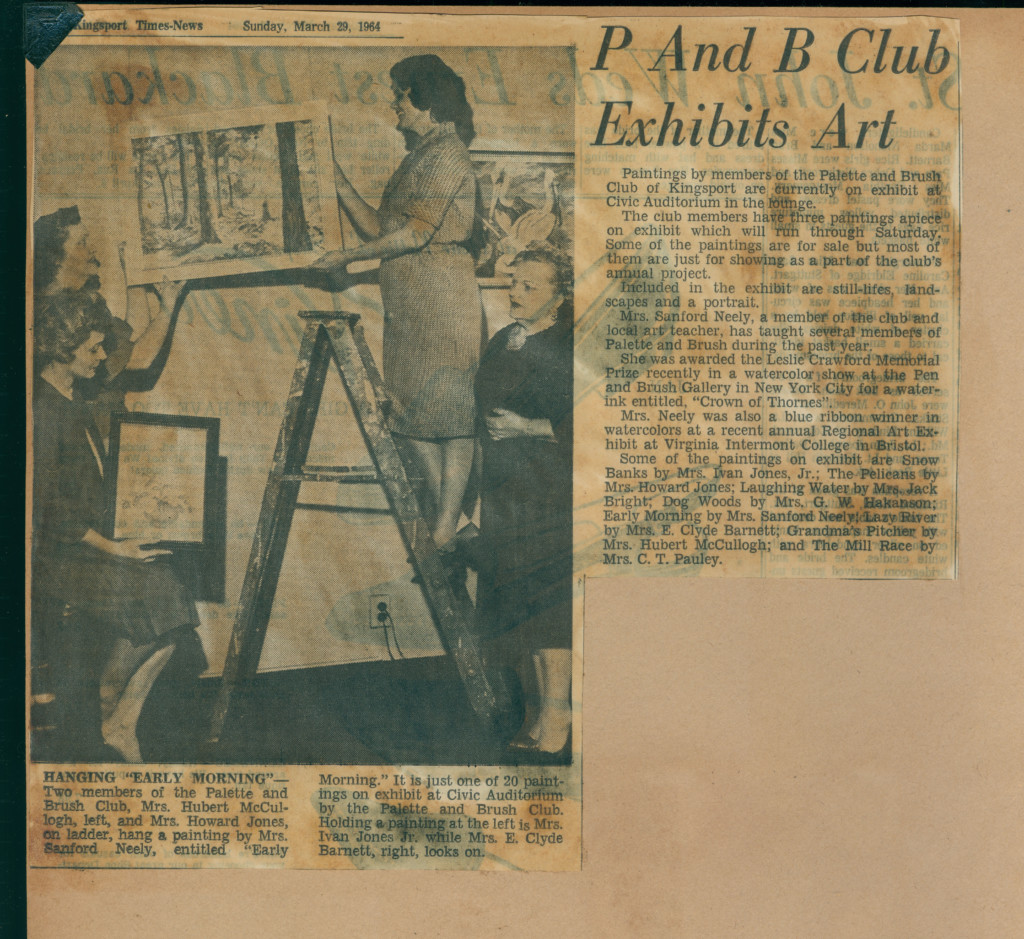 Kingsport Times-News Sunday, March 29, 1964
P And B Club
Exhibits Art
Paintings by members of the Palette and Brush
Club of Kingsport are currently on exhibit at
Civic Auditorium in the lounge.
The club members have three paintings apiece
on exhibit which will run through Saturday.
Some of the paintings are for sale but most of
them are just for showing as a part of the club's
annual project.
Included in the exhibit are still-lifes, land-
scapes and a portrait.
Mrs. Sanford Neely, a member of the club and
local art teacher, has taught several members of
Palette and Brush during the past year.
She was awarded the Leslie Crawford Memorial
Prize recently in a watercolor show at the Pen
and Brush Gallery in New York City for a water-
ink entitled, "Crown of Thornes".
Mrs. Neely was also a blue ribbon winner in
watercolors at a recent annual Regional Art Ex-
hibit at Virginia Intermont College in Bristol.
Some of the paintings on exhibit are Snow
Banks by Mrs. Ivan Jones, Jr.; The Pelicans by
Mrs. Howard Jones; Laughing Water by Mrs. Jack
Bright; Dog Woods by Mrs. G. W. Hakanson;
Early Morning by Mrs. Sanford Neely; Lazy River
by Mrs. E. Clyde Barnett; Grandma's Pitcher by
Mrs. Hubert McCullogh; and The Mill Race by
Mrs. C. T. Pauley.
HANGING "EARLY MORNING"—
Two members of the Palette and
Brush Club, Mrs. Hubert McCul-
logh, left, and Mrs. Howard Jones,
on ladder, hang a painting by Mrs.
Sanford Neely, entitled "Early
Morning." It is just one of 20 paint-
ings on exhibit at Civic Auditorium
by the Palette and Brush Club.
Holding a painting at the left is Mrs.
Ivan Jones Jr. while Mrs. E. Clyde
Barnett, right, looks on.